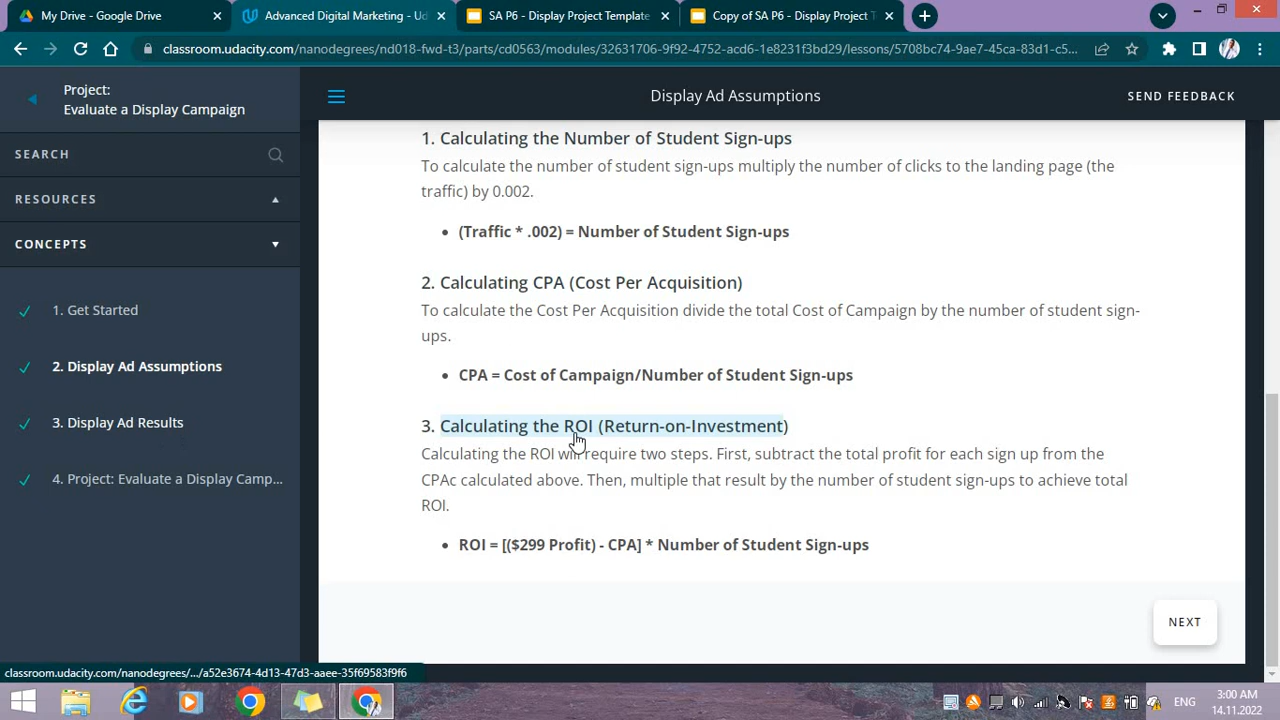 My Drive - Google Drive
Advanced Digital Marketing - Ud
SA P6 - Display Project Template
Copy of SA P6 - Display Project T
classroom.udacity.com/nanodegrees/nd018-fwd-t3/parts/cd0563/modules/32631706-9f92-4752-acd6-1e8231f3bd29/lessons/5708bc74-9ae7-45ca-83d1-c5...
Project:
Evaluate a Display Campaign
Display Ad Assumptions
SEND FEEDBACK
SEARCH
RESOURCES
CONCEPTS
1. Get Started
2. Display Ad Assumptions
3. Display Ad Results
4. Project: Evaluate a Display Camp...
1. Calculating the Number of Student Sign-ups
To calculate the number of student sign-ups multiply the number of clicks to the landing page (the
traffic) by 0.002.
• (Traffic * .002) = Number of Student Sign-ups
2. Calculating CPA (Cost Per Acquisition)
To calculate the Cost Per Acquisition divide the total Cost of Campaign by the number of student sign-
ups.
• CPA = Cost of Campaign/Number of Student Sign-ups
3. Calculating the ROI (Return-on-Investment)
Calculating the ROI will require two steps. First, subtract the total profit for each sign up from the
CPAc calculated above. Then, multiple that result by the number of student sign-ups to achieve total
ROI.
• ROI = [($299 Profit) - CPA] * Number of Student Sign-ups
NEXT
classroom.udacity.com/nanodegrees/.../a52e3674-4d13-47d3-aaee-35f69583f9f6
ENG
3:00 AM
14.11.2022